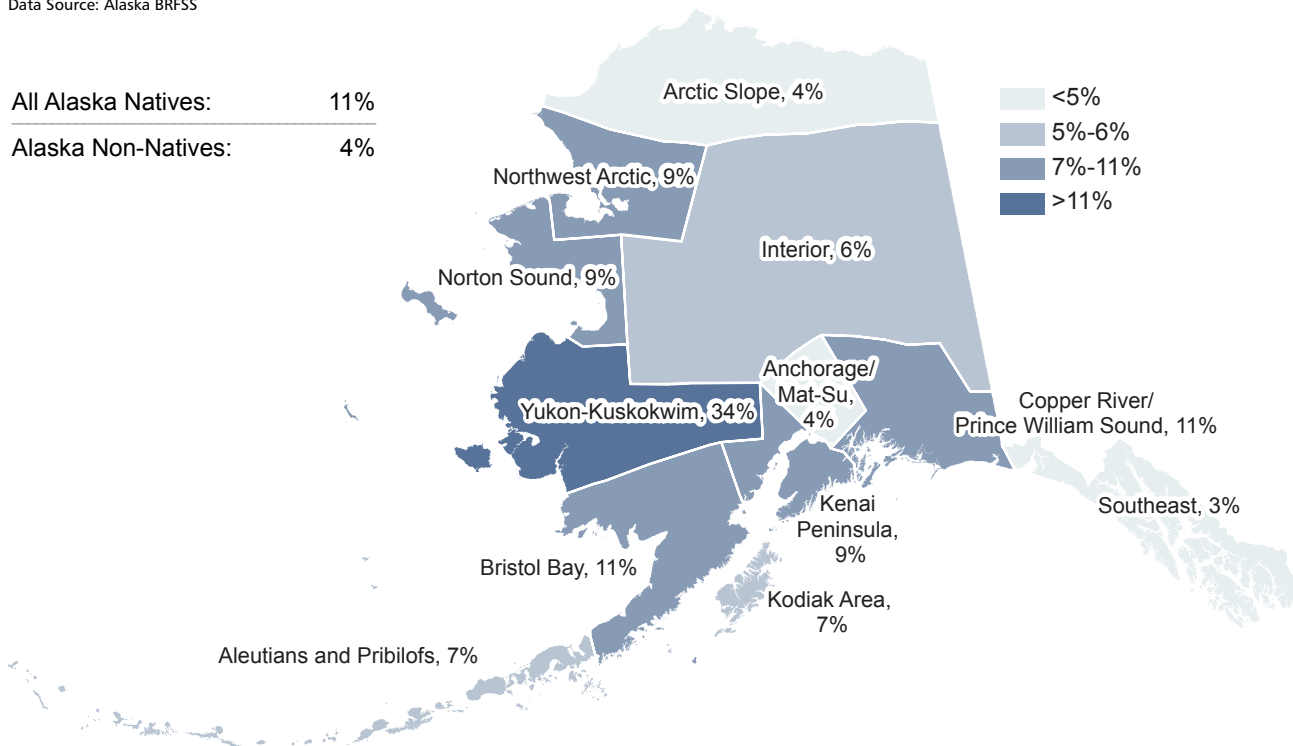 Data Source: Alaska BRFSS
All Alaska Natives: 11%
Alaska Non-Natives: 4%
<5%
5%-6%
7%-11%
>11%
Arctic Slope, 4%
Northwest Arctic, 9%
Interior, 6%
Norton Sound, 9%
Anchorage/
Mat-Su,
4%
Yukon-Kuskokwim, 34%
Copper River/
Prince William Sound, 11%
Southeast, 3%
Kenai
Peninsula,
9%
Bristol Bay, 11%
Kodiak Area,
7%
Aleutians and Pribilofs, 7%